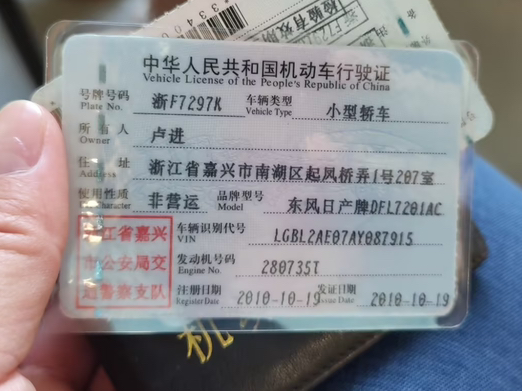 中华人民共和国机动车行驶证
Vehicle License of the People's Republic of China
号牌号码 浙F7297K 车辆类型 小型轿车
Plate No. Vehicle Type
所有人 卢进
Owner
住址 浙江省嘉兴市南湖区起凤桥弄1号207室
Address
使用性质 非营运 品牌型号 东风日产牌DFL7201AC
Character Model
江省嘉兴 车辆识别代号 LGBL2AE07AY087915
VIN
市公安局交 发动机号码 280735T
Engine No.
通警察支队 注册日期 2010-10-19 发证日期 2010-10-19
Register Date Issue Date